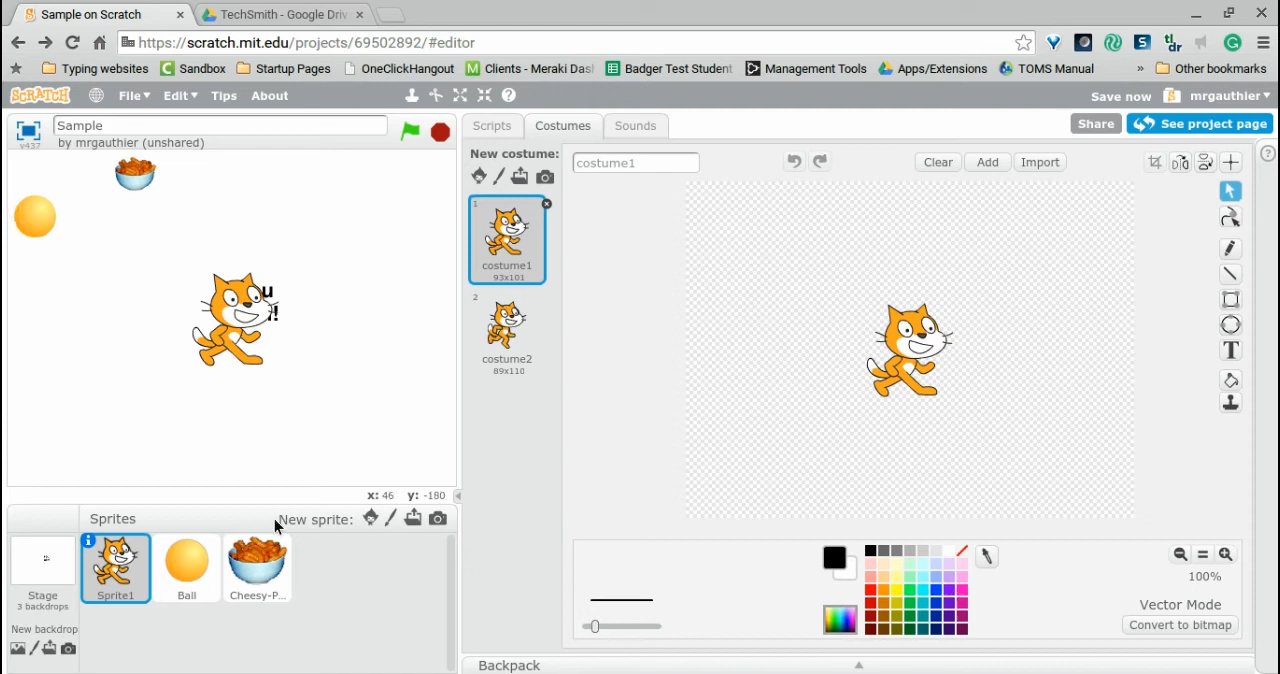 Sample on Scratch
TechSmith - Google Driv
https://scratch.mit.edu/projects/69502892/#editor
Typing websites Sandbox Startup Pages OneClickHangout Clients - Meraki Das Badger Test Student Management Tools Apps/Extensions TOMS Manual » Other bookmarks
SCRATCH File Edit Tips About Save now mrgauthier
Share See project page
Sample
by mrgauthier (unshared)
v437
Scripts Costumes Sounds
New costume:
costume1
Clear Add Import
1
costume1
93x101
2
costume2
89x110
u
!
x: 46 y: -180
Sprites New sprite:
Sprite1 Ball Cheesy-P...
Stage
3 backdrops
New backdrop
100%
Vector Mode
Convert to bitmap
Backpack